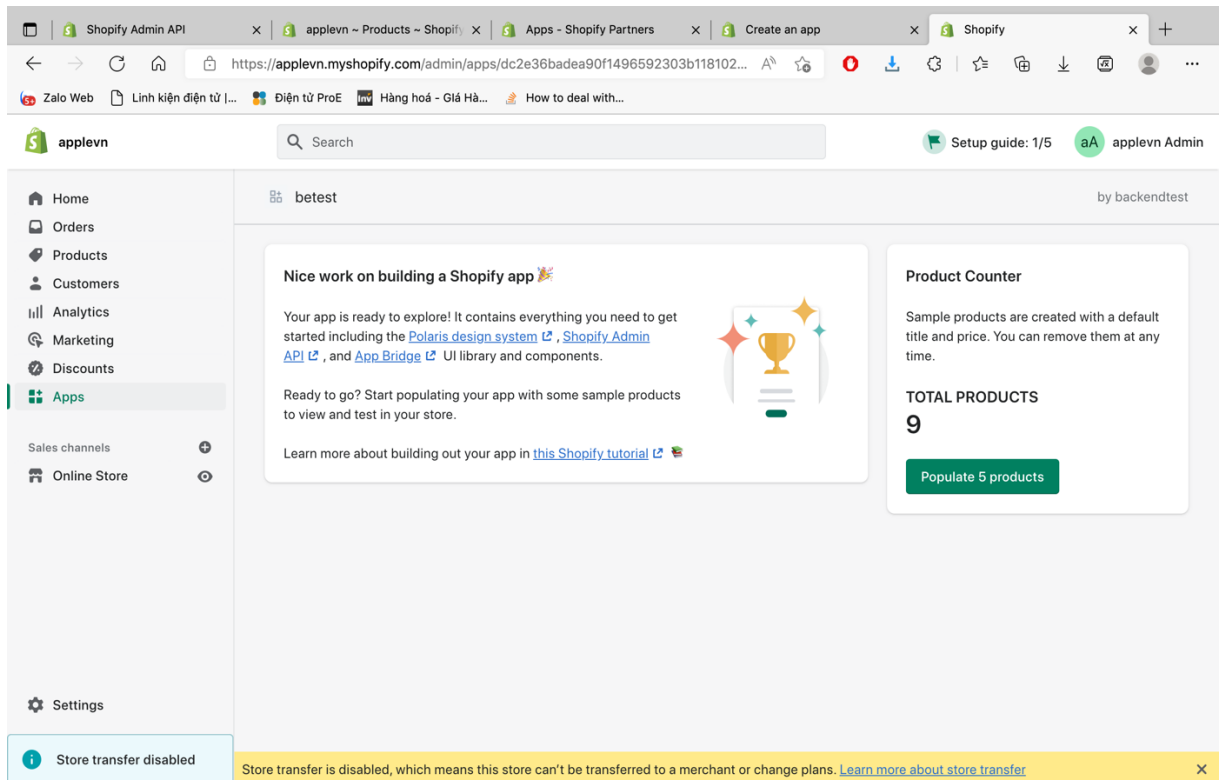 Shopify Admin API
applevn ~ Products ~ Shopify
Apps - Shopify Partners
Create an app
Shopify
https://applevn.myshopify.com/admin/apps/dc2e36badea90f1496592303b118102...
Zalo Web
Linh kiện điện tử |...
Điện tử ProE
Inv
Hàng hoá - Giá Hà...
How to deal with...
applevn
Search
Setup guide: 1/5
aA
applevn Admin
Home
Orders
Products
Customers
Analytics
Marketing
Discounts
Apps
Sales channels
Online Store
Settings
Store transfer disabled
betest
by backendtest
Nice work on building a Shopify app
Your app is ready to explore! It contains everything you need to get
started including the Polaris design system , Shopify Admin
API , and App Bridge UI library and components.
Ready to go? Start populating your app with some sample products
to view and test in your store.
Learn more about building out your app in this Shopify tutorial
Product Counter
Sample products are created with a default
title and price. You can remove them at any
time.
TOTAL PRODUCTS
9
Populate 5 products
Store transfer is disabled, which means this store can't be transferred to a merchant or change plans. Learn more about store transfer